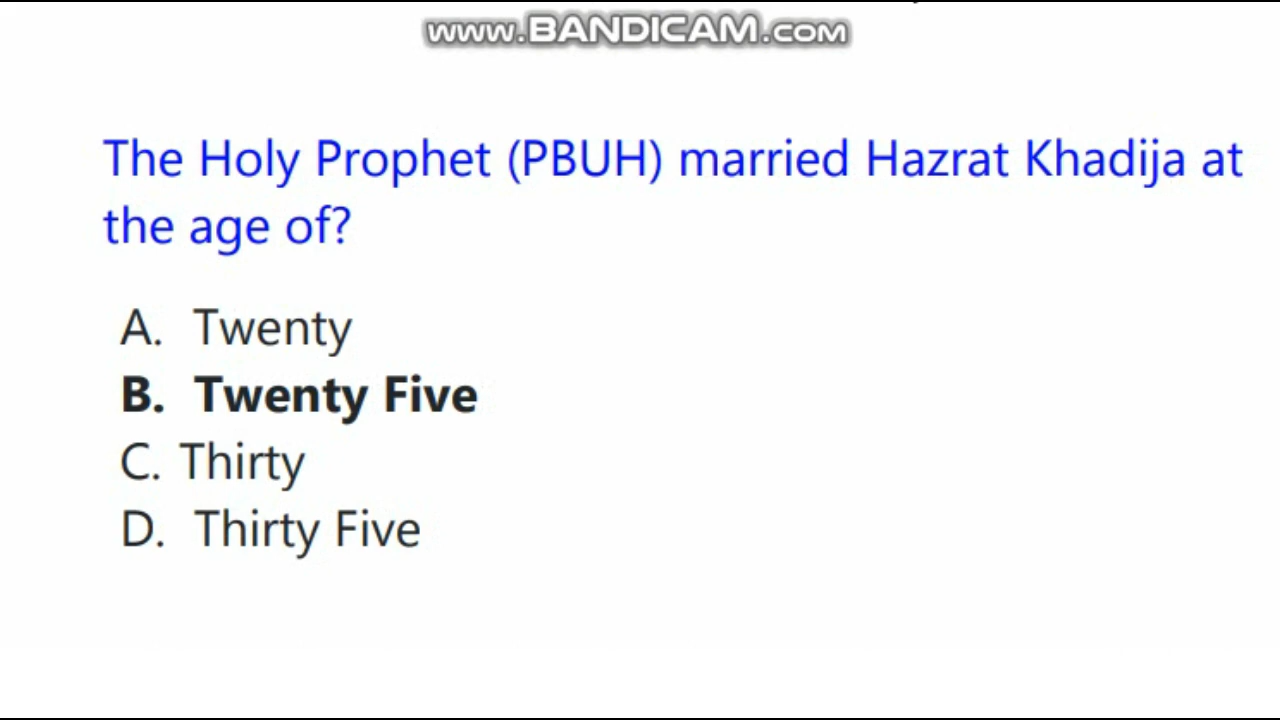 www.BANDICAM.com
The Holy Prophet (PBUH) married Hazrat Khadija at
the age of?
A. Twenty
B. Twenty Five
C. Thirty
D. Thirty Five